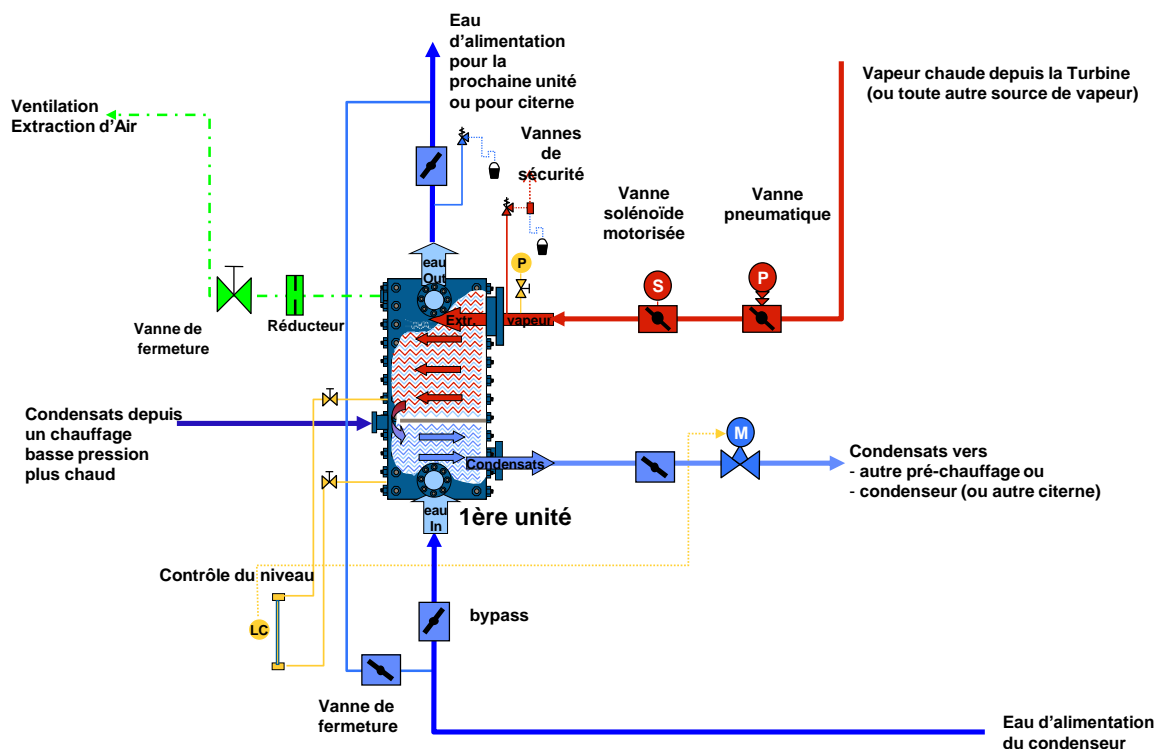 Eau
d'alimentation
pour la
prochaine unité
ou pour citerne
Vapeur chaude depuis la Turbine
(ou toute autre source de vapeur)
Ventilation
Extraction d'Air
Vannes
de
sécurité
Vanne
solénoïde
motorisée
Vanne
pneumatique
eau
Out
P
S
P
Vanne de
fermeture
Réducteur
Extr.
vapeur
Condensats depuis
un chauffage
basse pression
plus chaud
M
Condensats
Condensats vers
- autre pré-chauffage ou
- condenseur (ou autre citerne)
eau
In
1ère unité
Contrôle du niveau
LC
bypass
Vanne de
fermeture
Eau d'alimentation
du condenseur